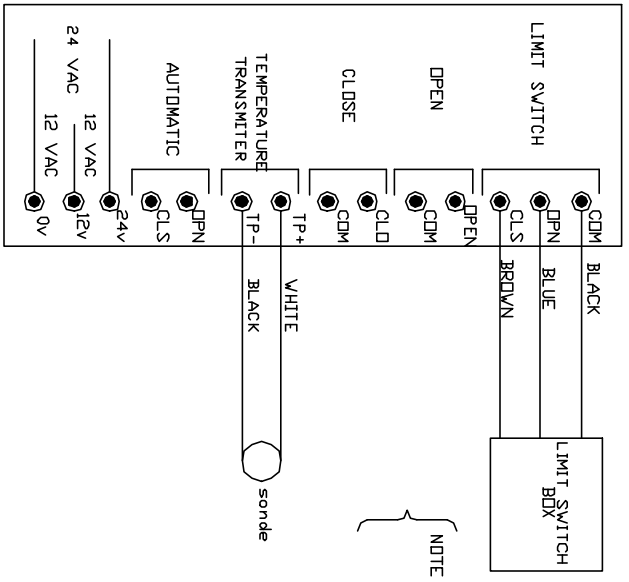 24 VAC
12 VAC
12 VAC
AUTOMATIC
TEMPERATURE
TRANSMITER
CLOSE
OPEN
LIMIT SWITCH
0v
12v
24v
CLS
OPN
TP-
TP+
COM
CLO
COM
OPEN
CLS
OPN
COM
BLACK
WHITE
BROWN
BLUE
BLACK
sonde
NOTE
LIMIT SWITCH
BOX